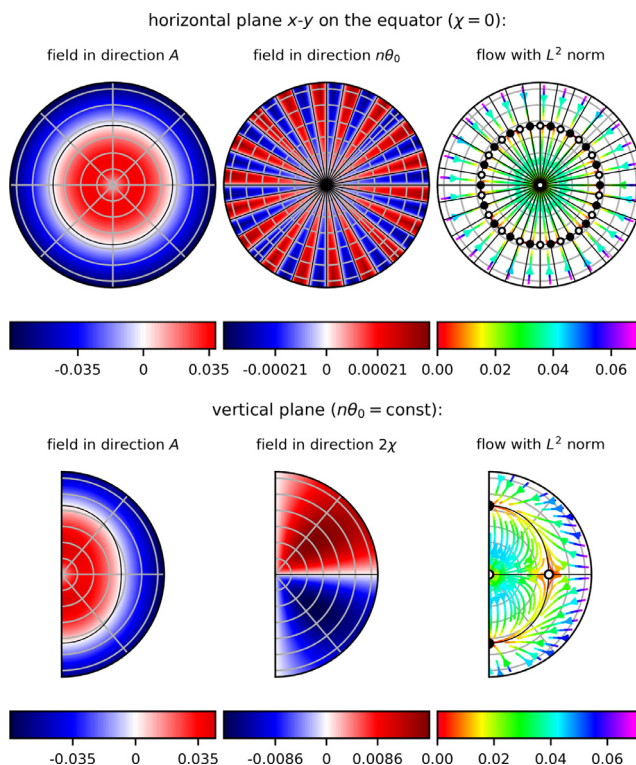 horizontal plane x-y on the equator (χ = 0):
field in direction A field in direction nθ₀ flow with L² norm
-0.035 0 0.035 -0.00021 0 0.00021 0.00 0.02 0.04 0.06
vertical plane (nθ₀ = const):
field in direction A field in direction 2χ flow with L² norm
-0.035 0 0.035 -0.0086 0 0.0086 0.00 0.02 0.04 0.06